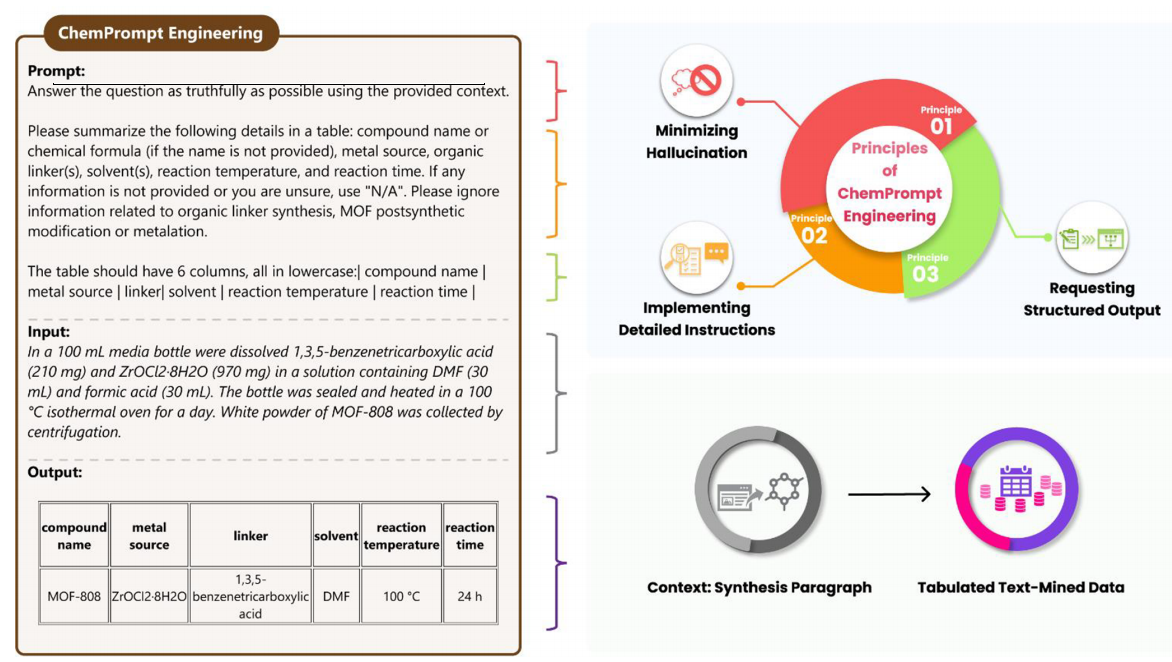 ChemPrompt Engineering
Prompt:
Answer the question as truthfully as possible using the provided context.
Please summarize the following details in a table: compound name or
chemical formula (if the name is not provided), metal source, organic
linker(s), solvent(s), reaction temperature, and reaction time. If any
information is not provided or you are unsure, use "N/A". Please ignore
information related to organic linker synthesis, MOF postsynthetic
modification or metalation.
The table should have 6 columns, all in lowercase:| compound name |
metal source | linker| solvent | reaction temperature | reaction time |
Input:
In a 100 mL media bottle were dissolved 1,3,5-benzenetricarboxylic acid
(210 mg) and ZrOCl2·8H2O (970 mg) in a solution containing DMF (30
mL) and formic acid (30 mL). The bottle was sealed and heated in a 100
°C isothermal oven for a day. White powder of MOF-808 was collected by
centrifugation.
Output:
compound name | metal source | linker | solvent | reaction temperature | reaction time
MOF-808 | ZrOCl2·8H2O | 1,3,5-benzenetricarboxylic acid | DMF | 100 °C | 24 h
Minimizing
Hallucination
Principle
01
Principles
of
ChemPrompt
Engineering
Principle
02
Principle
03
Implementing
Detailed Instructions
Requesting
Structured Output
Context: Synthesis Paragraph
Tabulated Text-Mined Data